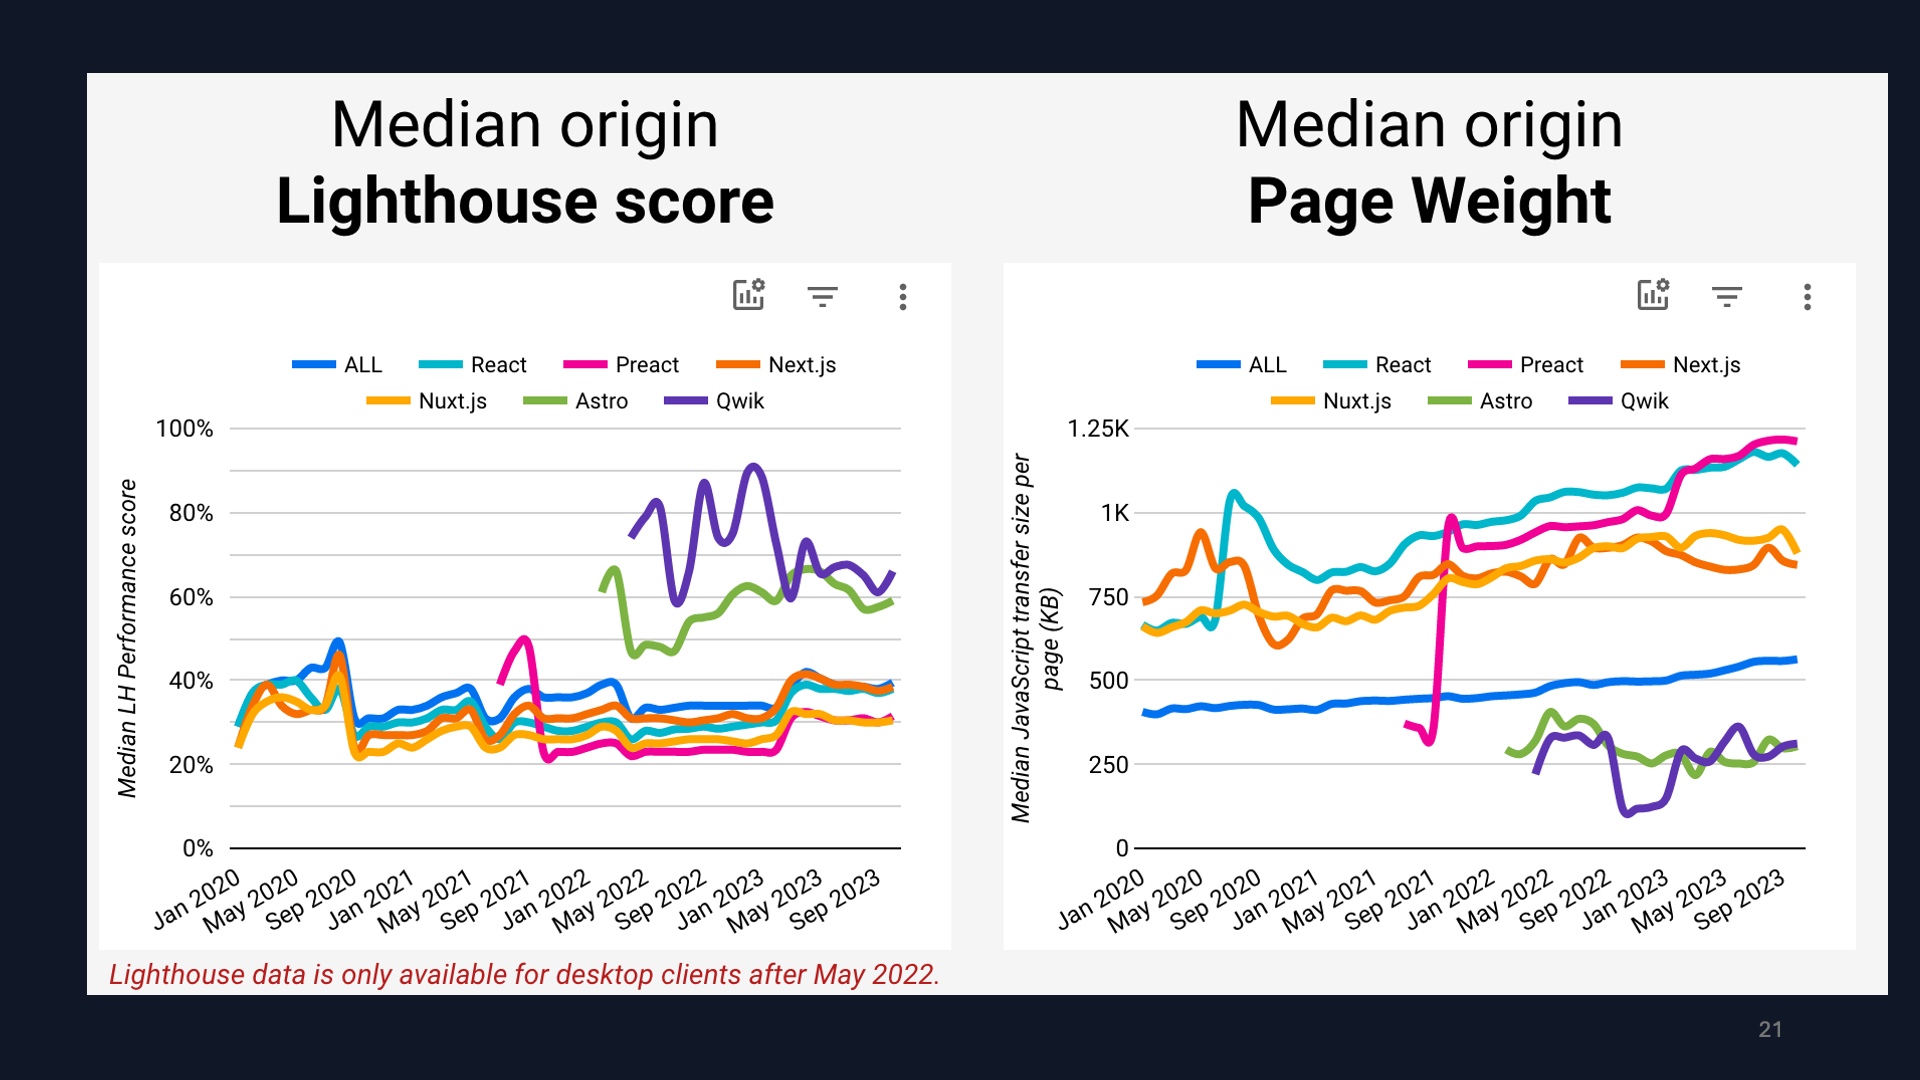 Median origin
Lighthouse score
ALL React Preact Next.js
Nuxt.js Astro Qwik
100%
80%
60%
40%
20%
0%
Median LH Performance score
Jan 2020 May 2020 Sep 2020 Jan 2021 May 2021 Sep 2021 Jan 2022 May 2022 Sep 2022 Jan 2023 May 2023 Sep 2023
Lighthouse data is only available for desktop clients after May 2022.
Median origin
Page Weight
ALL React Preact Next.js
Nuxt.js Astro Qwik
1.25K
1K
750
500
250
0
Median JavaScript transfer size per
page (KB)
Jan 2020 May 2020 Sep 2020 Jan 2021 May 2021 Sep 2021 Jan 2022 May 2022 Sep 2022 Jan 2023 May 2023 Sep 2023
21